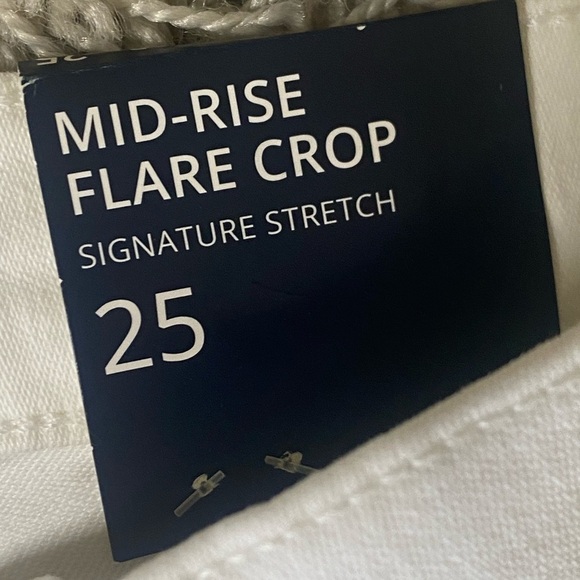 MID-RISE
FLARE CROP
SIGNATURE STRETCH
25